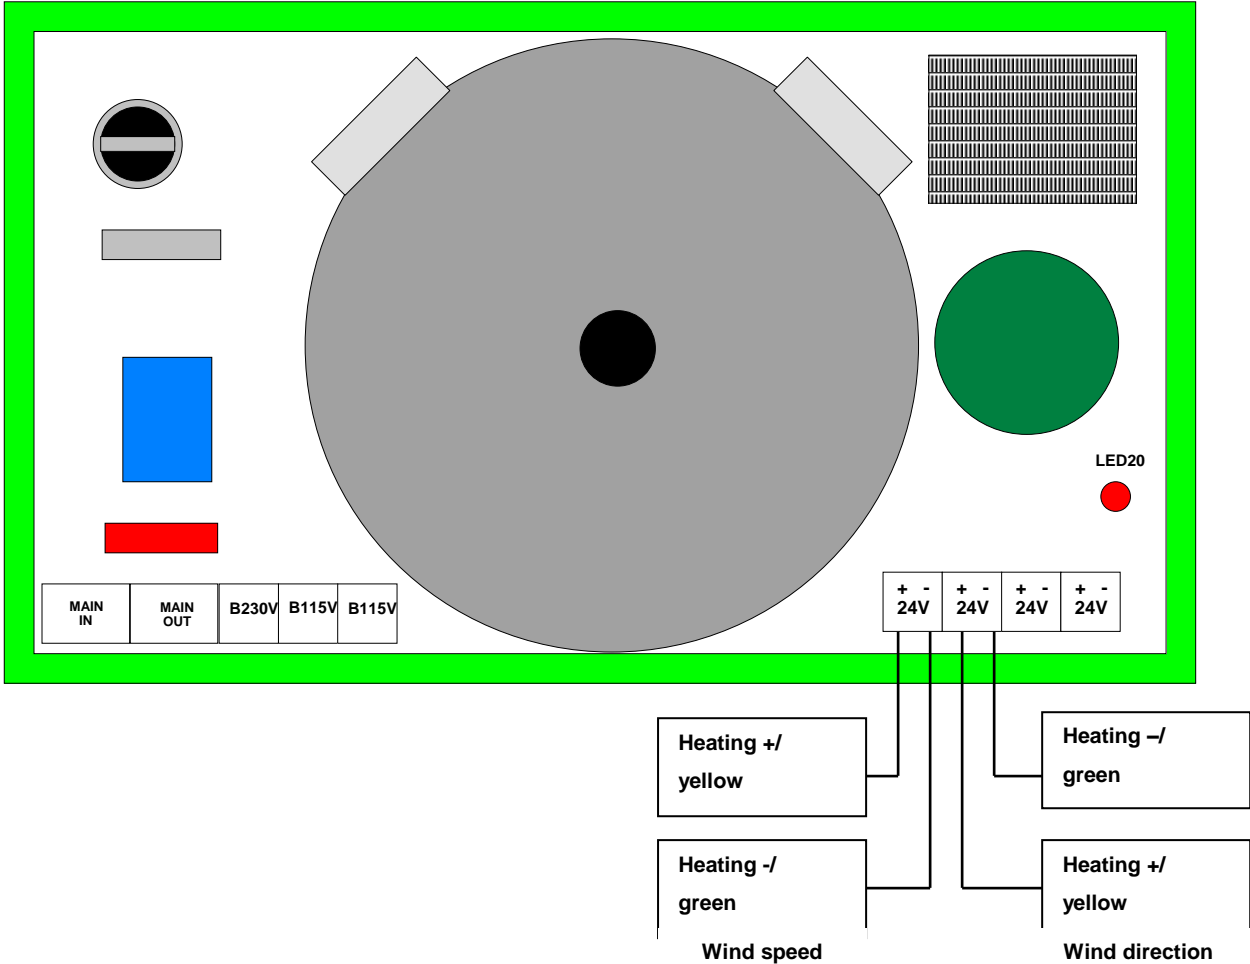 LED20
MAIN
IN
MAIN
OUT
B230V
B115V
B115V
+ -
24V
+ -
24V
+ -
24V
+ -
24V
Heating +/
yellow
Heating –/
green
Heating -/
green
Heating +/
yellow
Wind speed
Wind direction